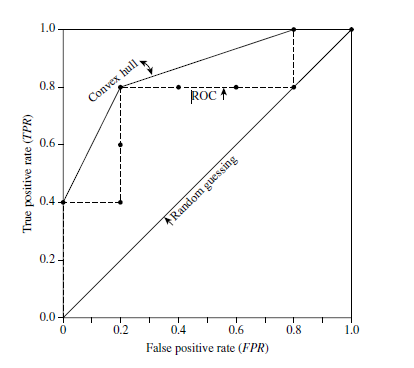 1.0
0.8
0.6
0.4
0.2
0.0
True positive rate (TPR)
Convex hull
ROC
Random guessing
0
0.2
0.4
0.6
0.8
1.0
False positive rate (FPR)